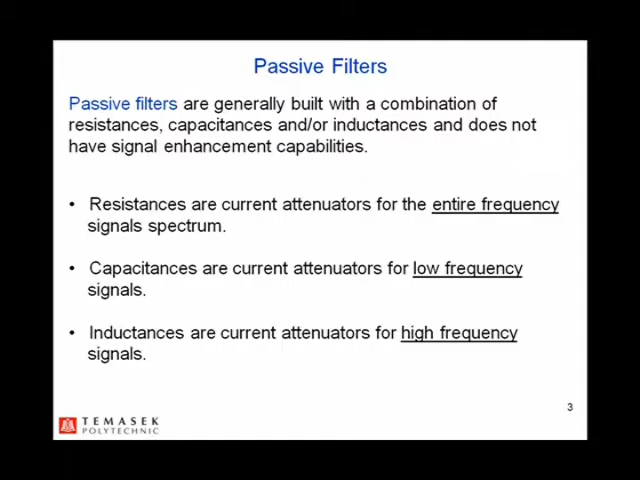 Passive Filters
Passive filters are generally built with a combination of
resistances, capacitances and/or inductances and does not
have signal enhancement capabilities.
• Resistances are current attenuators for the entire frequency
signals spectrum.
• Capacitances are current attenuators for low frequency
signals.
• Inductances are current attenuators for high frequency
signals.
3
TEMASEK
POLYTECHNIC